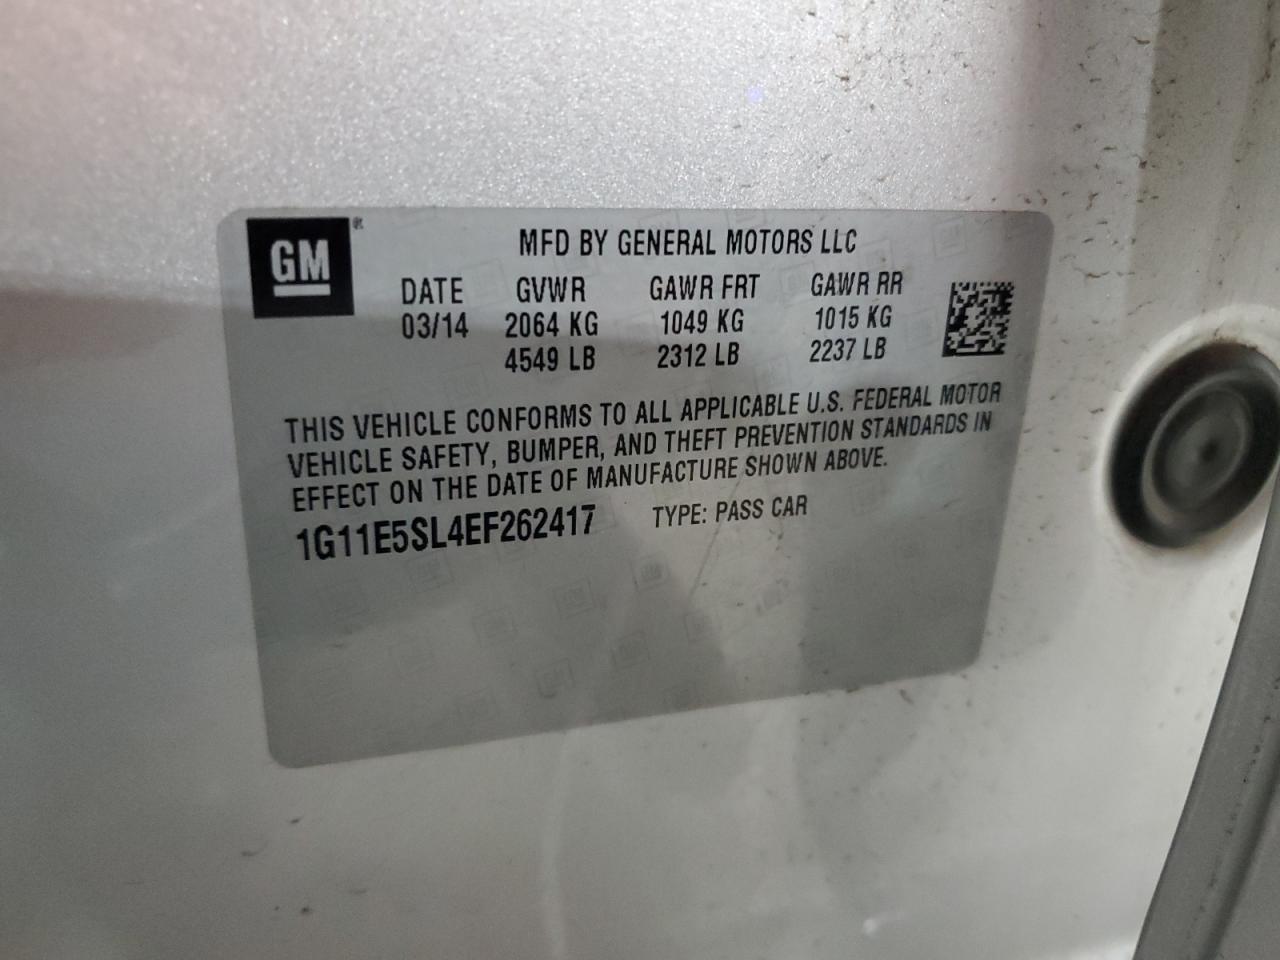 GM®
MFD BY GENERAL MOTORS LLC
DATE GVWR GAWR FRT GAWR RR
03/14 2064 KG 1049 KG 1015 KG
4549 LB 2312 LB 2237 LB
THIS VEHICLE CONFORMS TO ALL APPLICABLE U.S. FEDERAL MOTOR
VEHICLE SAFETY, BUMPER, AND THEFT PREVENTION STANDARDS IN
EFFECT ON THE DATE OF MANUFACTURE SHOWN ABOVE.
1G11E5SL4EF262417 TYPE: PASS CAR